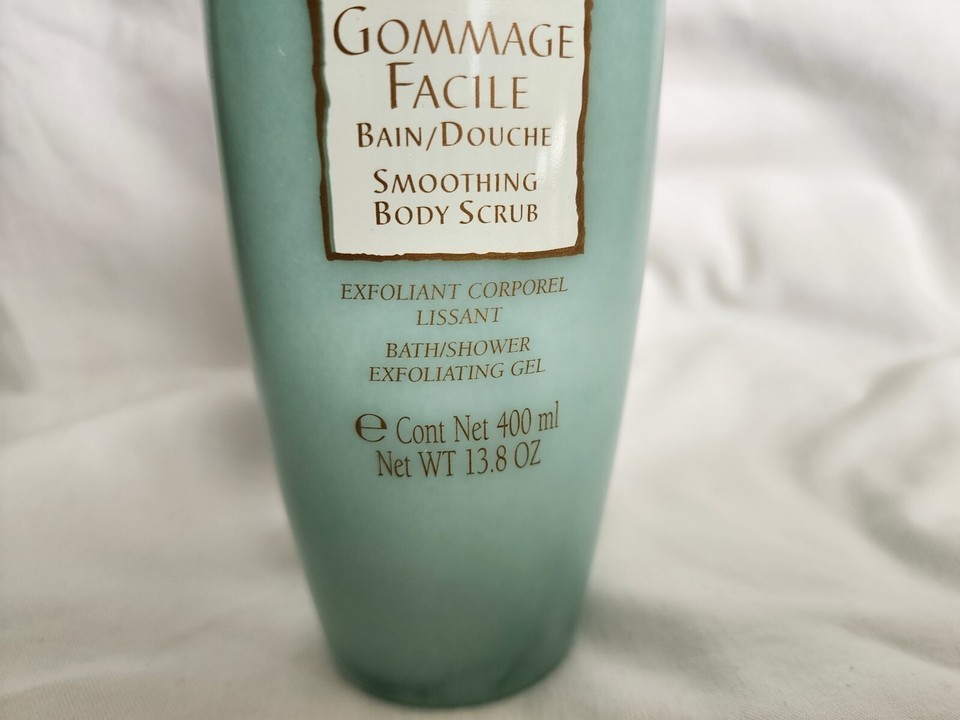 GOMMAGE
FACILE
BAIN/DOUCHE
SMOOTHING
BODY SCRUB
EXFOLIANT CORPOREL
LISSANT
BATH/SHOWER
EXFOLIATING GEL
℮ Cont Net 400 ml
Net WT 13.8 OZ